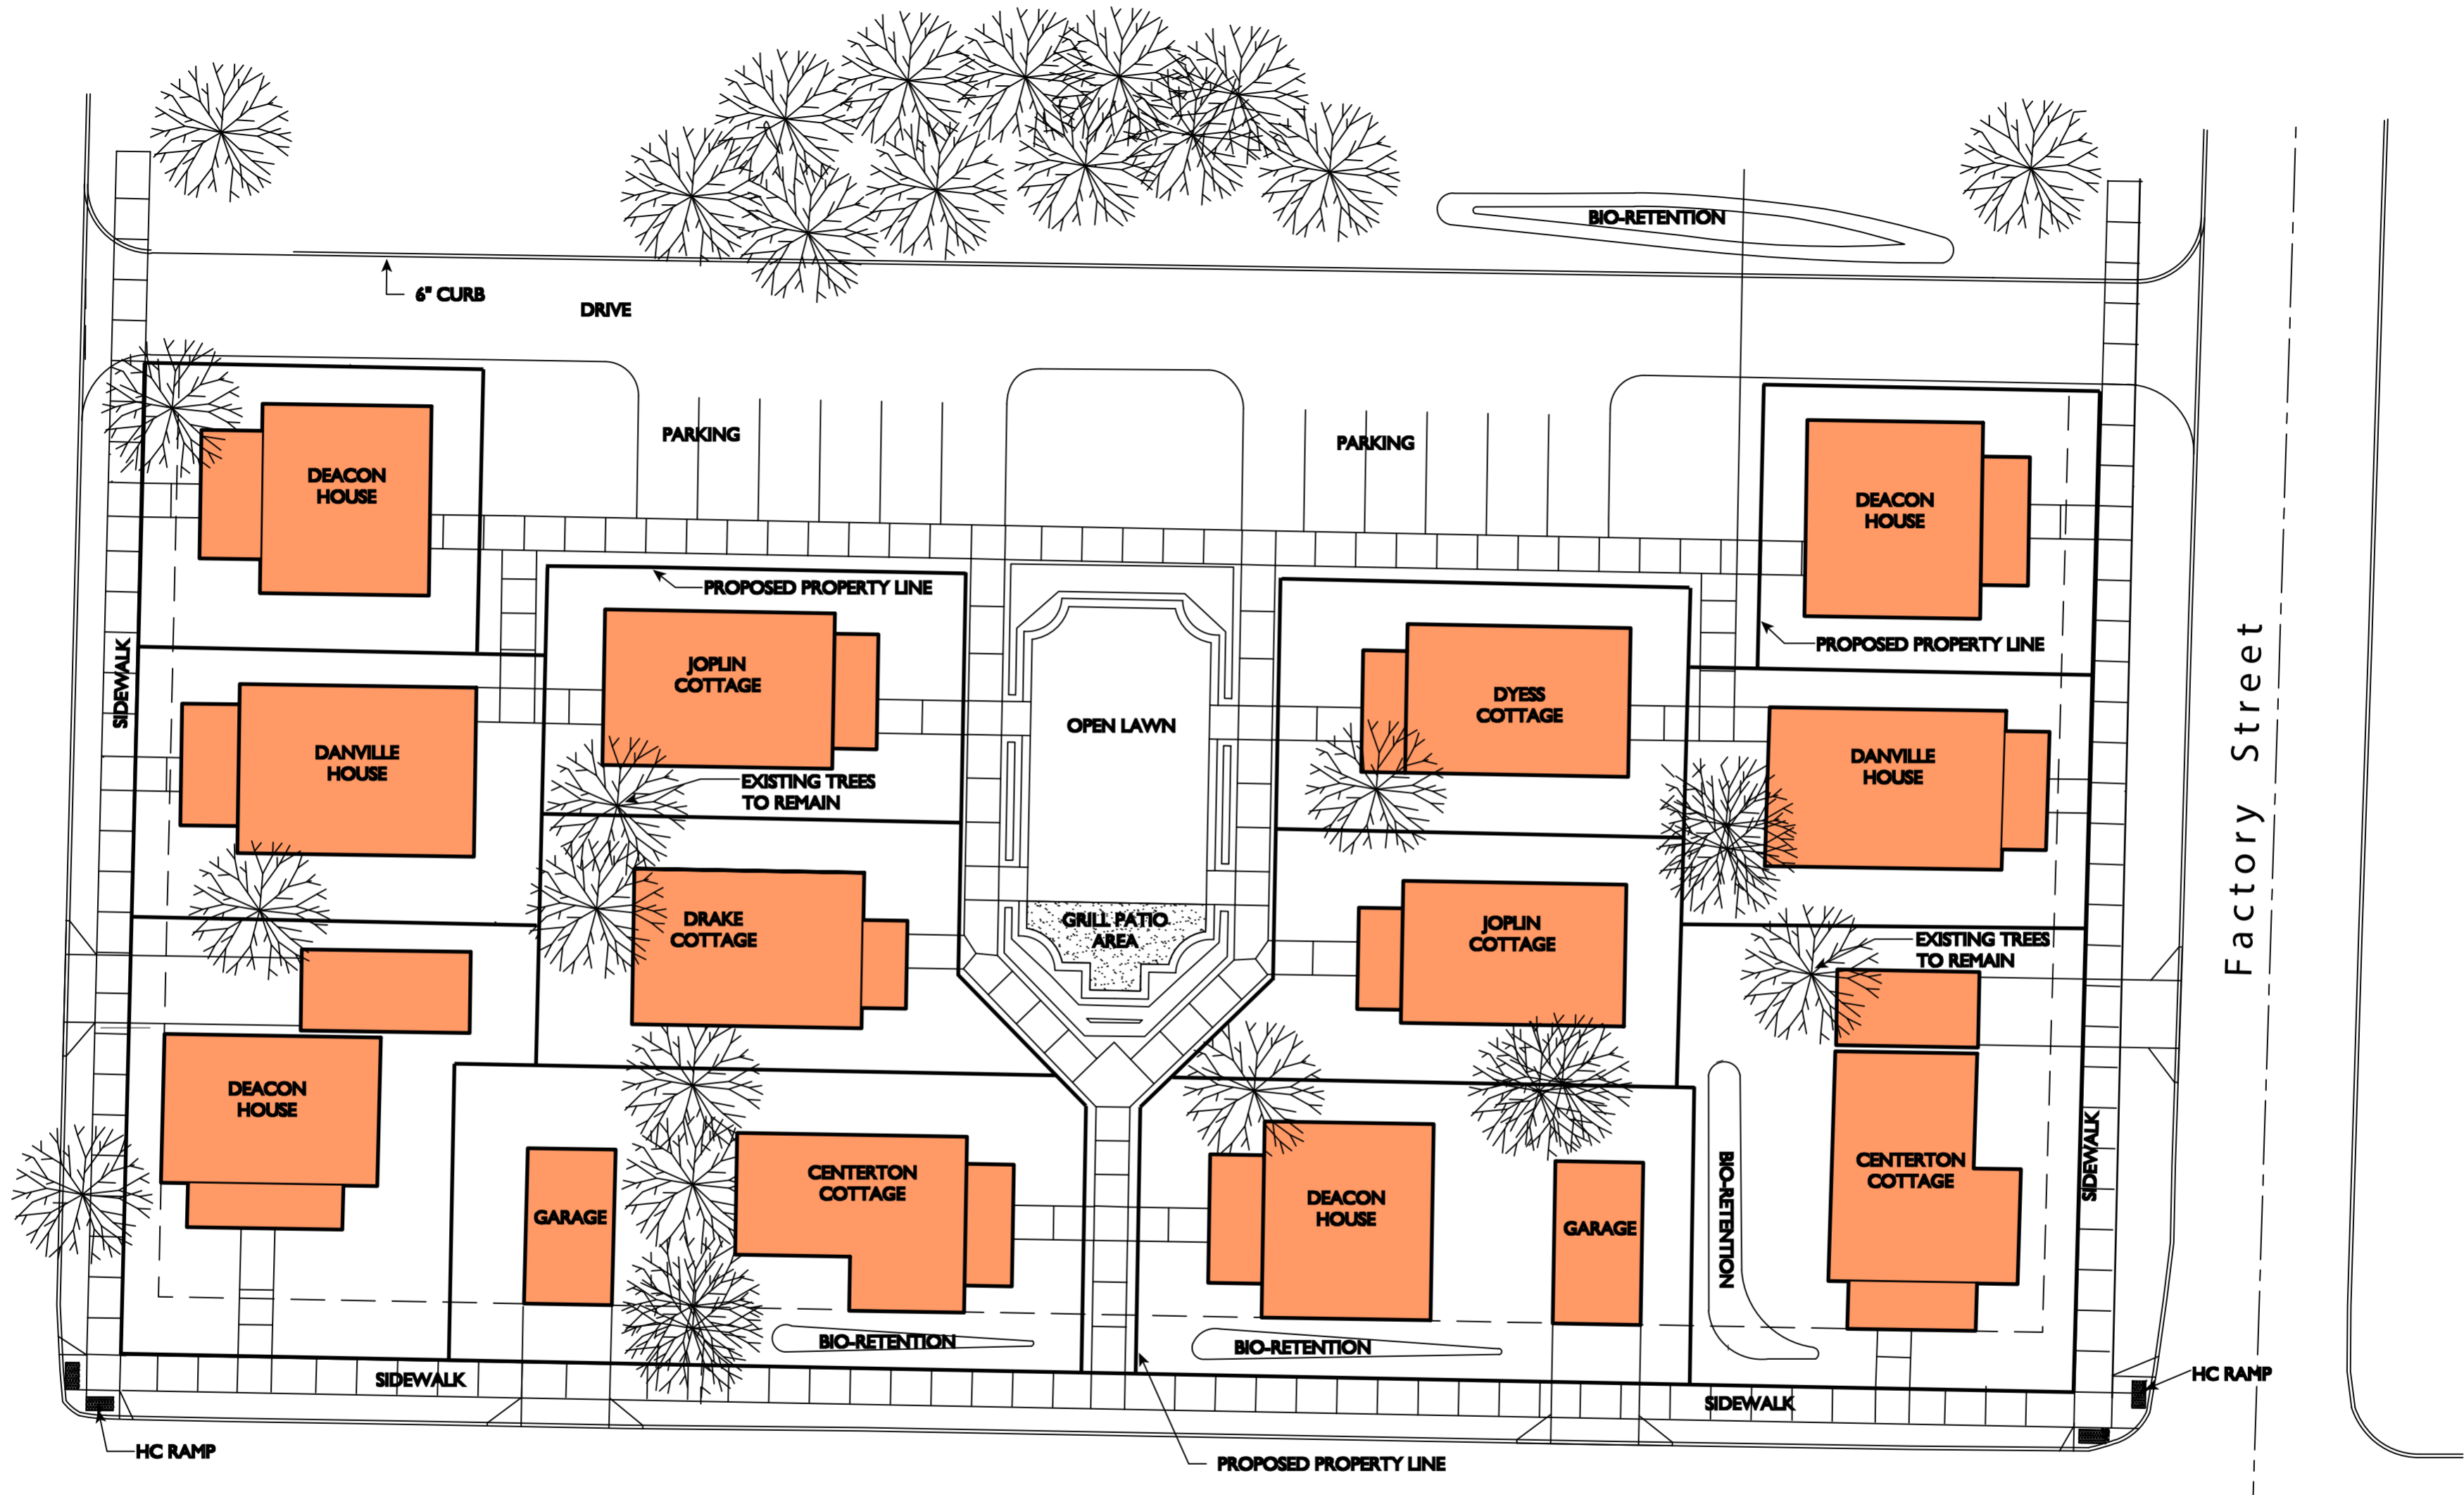 BIO-RETENTION
6" CURB
DRIVE
PARKING
PARKING
DEACON
HOUSE
DEACON
HOUSE
PROPOSED PROPERTY LINE
PROPOSED PROPERTY LINE
SIDEWALK
JOPLIN
COTTAGE
DYESS
COTTAGE
OPEN LAWN
DANVILLE
HOUSE
DANVILLE
HOUSE
Factory Street
EXISTING TREES
TO REMAIN
DRAKE
COTTAGE
GRILL PATIO
AREA
JOPLIN
COTTAGE
EXISTING TREES
TO REMAIN
DEACON
HOUSE
CENTERTON
COTTAGE
DEACON
HOUSE
GARAGE
GARAGE
BIO-RETENTION
CENTERTON
COTTAGE
SIDEWALK
BIO-RETENTION
BIO-RETENTION
SIDEWALK
SIDEWALK
HC RAMP
HC RAMP
PROPOSED PROPERTY LINE